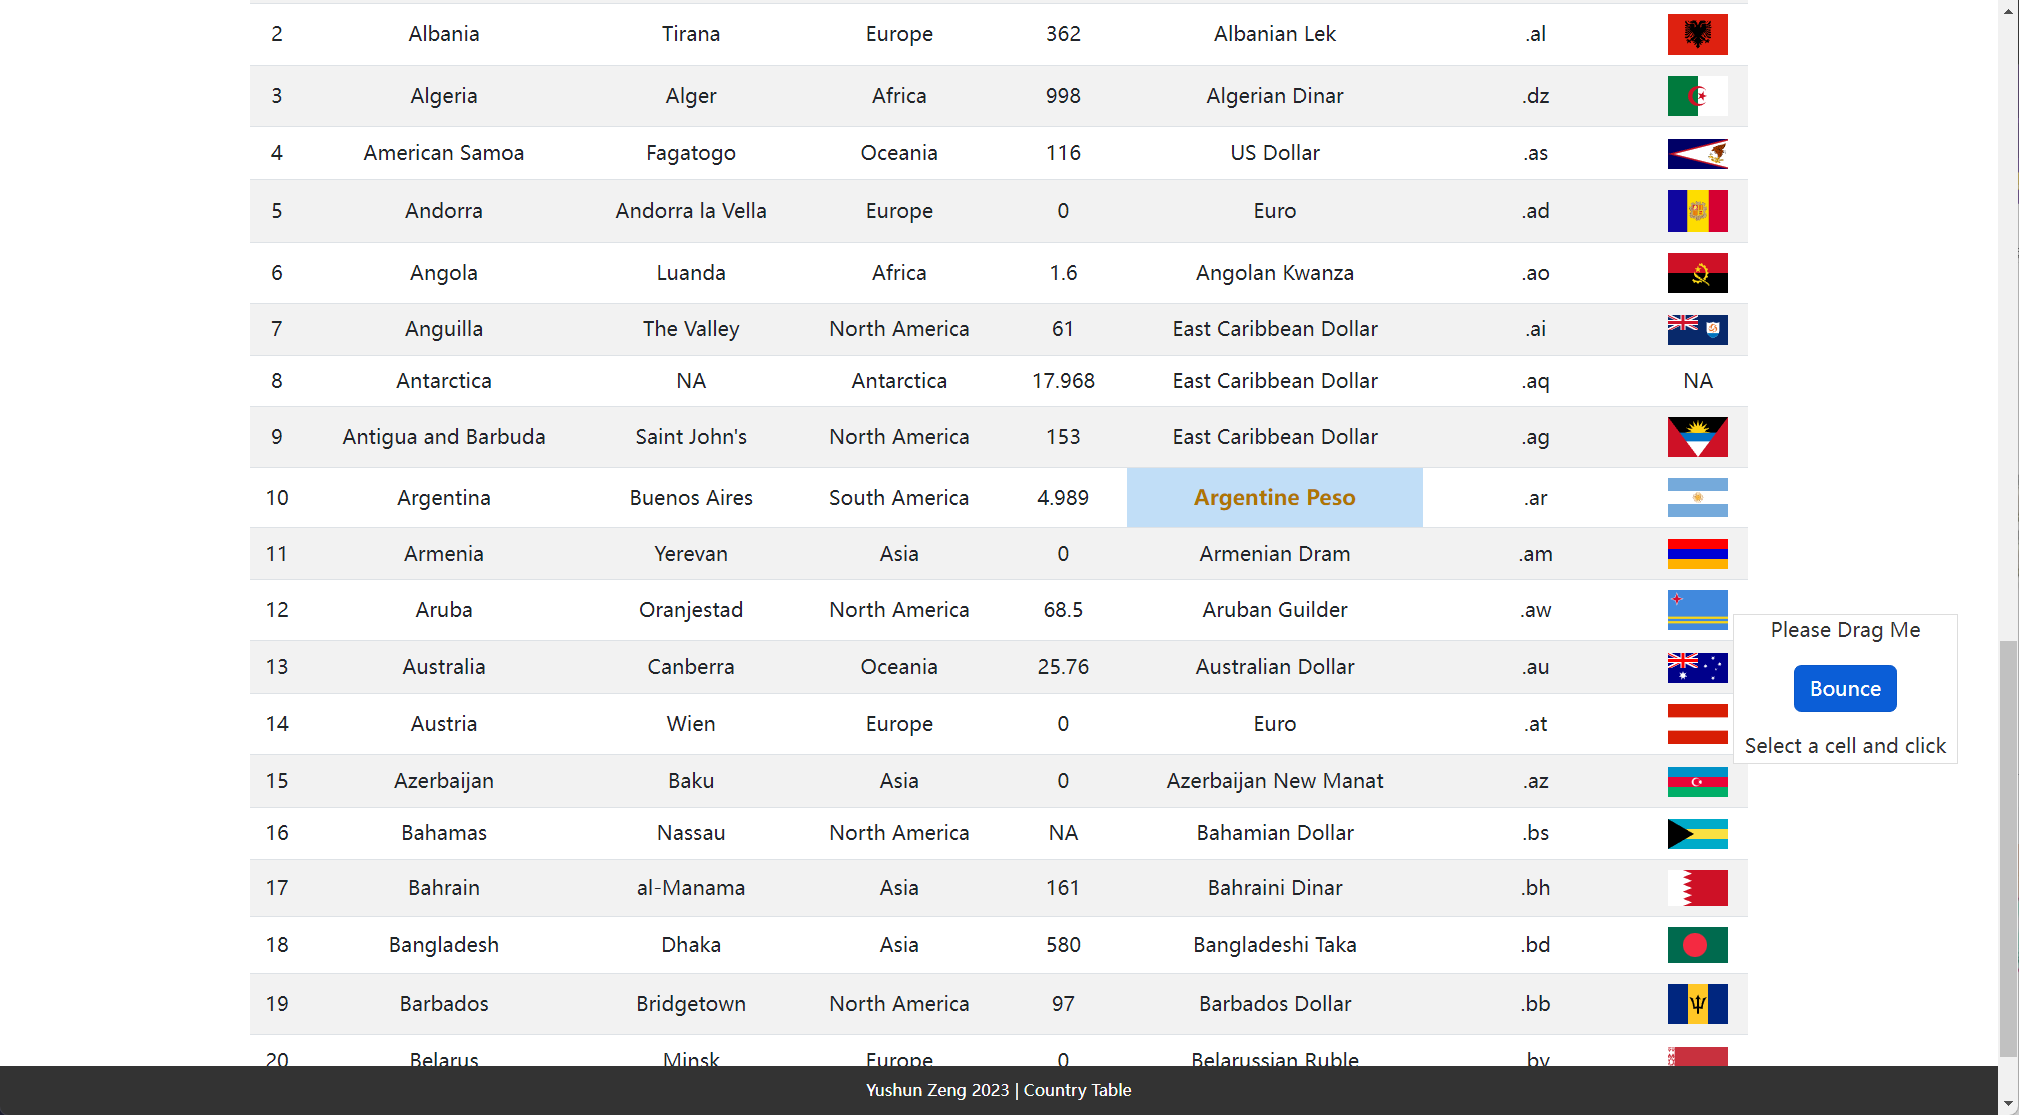 2 Albania Tirana Europe 362 Albanian Lek .al
3 Algeria Alger Africa 998 Algerian Dinar .dz
4 American Samoa Fagatogo Oceania 116 US Dollar .as
5 Andorra Andorra la Vella Europe 0 Euro .ad
6 Angola Luanda Africa 1.6 Angolan Kwanza .ao
7 Anguilla The Valley North America 61 East Caribbean Dollar .ai
8 Antarctica NA Antarctica 17.968 East Caribbean Dollar .aq NA
9 Antigua and Barbuda Saint John's North America 153 East Caribbean Dollar .ag
10 Argentina Buenos Aires South America 4.989 Argentine Peso .ar
11 Armenia Yerevan Asia 0 Armenian Dram .am
12 Aruba Oranjestad North America 68.5 Aruban Guilder .aw
Please Drag Me
13 Australia Canberra Oceania 25.76 Australian Dollar .au
Bounce
14 Austria Wien Europe 0 Euro .at
Select a cell and click
15 Azerbaijan Baku Asia 0 Azerbaijan New Manat .az
16 Bahamas Nassau North America NA Bahamian Dollar .bs
17 Bahrain al-Manama Asia 161 Bahraini Dinar .bh
18 Bangladesh Dhaka Asia 580 Bangladeshi Taka .bd
19 Barbados Bridgetown North America 97 Barbados Dollar .bb
20 Belarus Minsk Europe 0 Belarussian Ruble .by
Yushun Zeng 2023 | Country Table